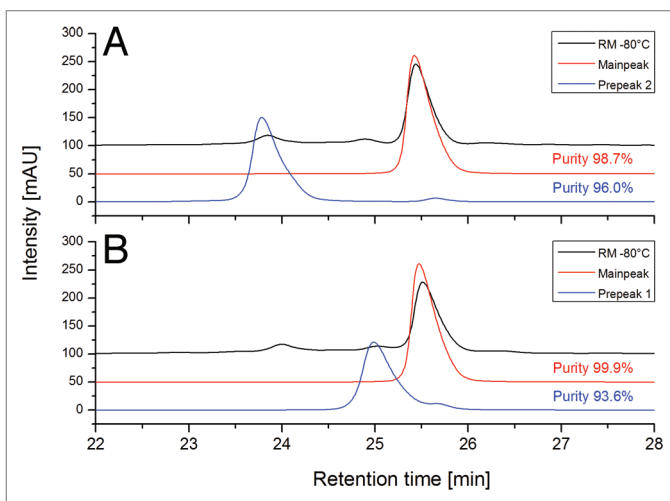 A
300
250
200
150
100
50
0
RM -80°C
Mainpeak
Prepeak 2
Purity 98.7%
Purity 96.0%
Intensity [mAU]
B
300
250
200
150
100
50
0
RM -80°C
Mainpeak
Prepeak 1
Purity 99.9%
Purity 93.6%
22 23 24 25 26 27 28
Retention time [min]